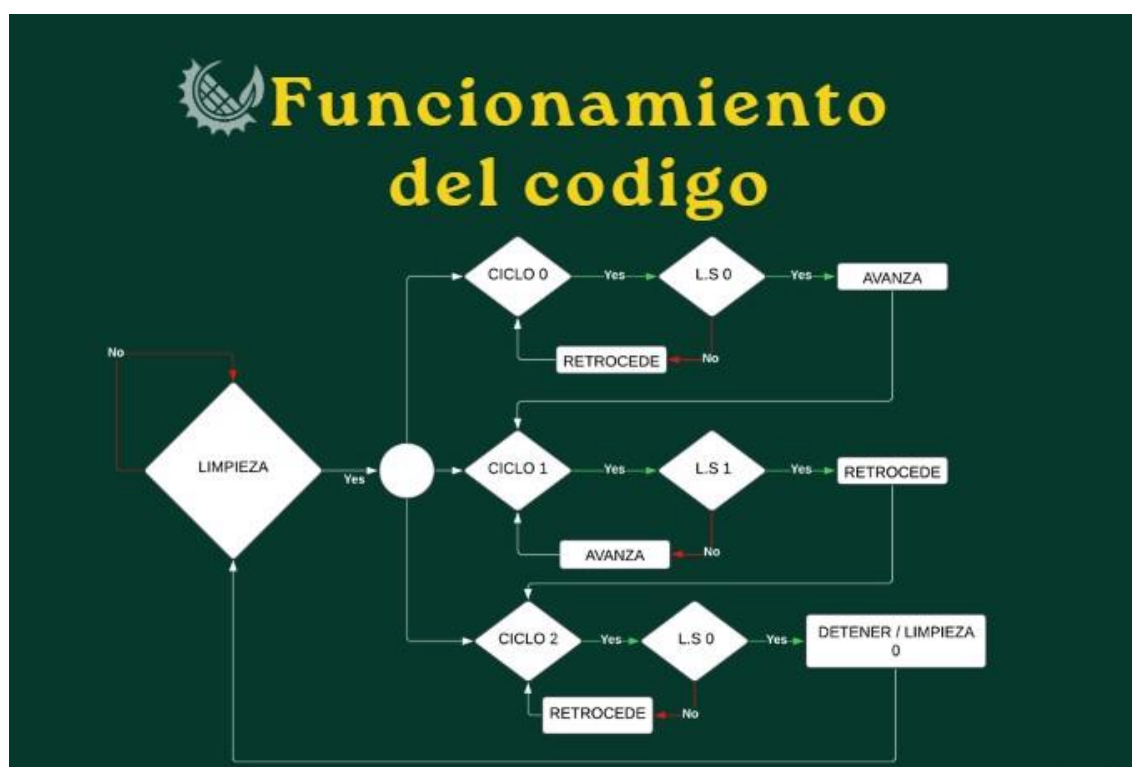 Funcionamiento
del codigo
CICLO 0
Yes
L.S 0
Yes
AVANZA
No
RETROCEDE
No
LIMPIEZA
Yes
CICLO 1
Yes
L.S 1
Yes
RETROCEDE
AVANZA
No
CICLO 2
Yes
L.S 0
Yes
DETENER / LIMPIEZA
0
RETROCEDE
No